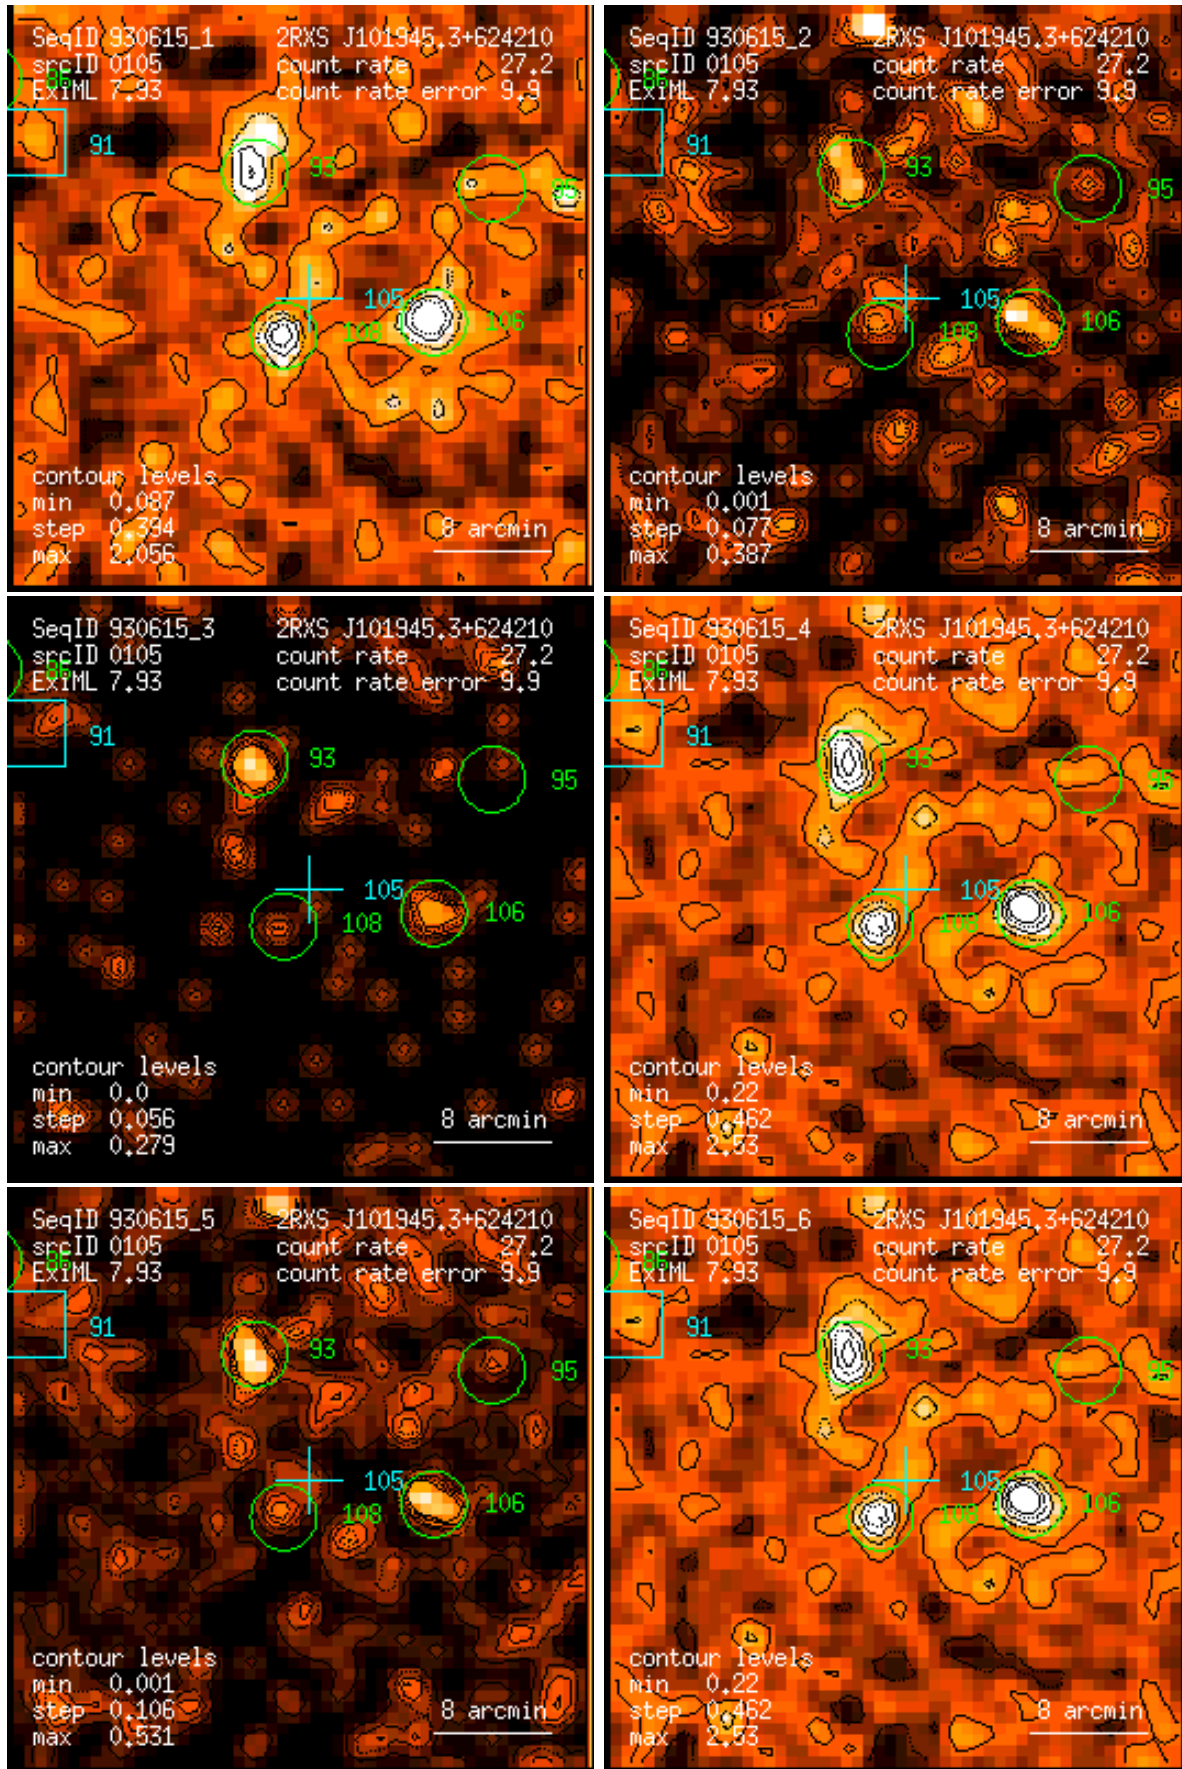 SeqID 930615_1 2RXS J101945.3+624210
srcID 0105 count rate 27.2
86
ExiML 7.93 count rate error 9.9
91
93
95
105
106
108
contour levels
min 0.087
step 0.394 8 arcmin
max 2.056
SeqID 930615_2 2RXS J101945.3+624210
srcID 0105 count rate 27.2
86
ExiML 7.93 count rate error 9.9
91
93
95
105
106
108
contour levels
min 0.001
step 0.077 8 arcmin
max 0.387
SeqID 930615_3 2RXS J101945.3+624210
srcID 0105 count rate 27.2
86
ExiML 7.93 count rate error 9.9
91
93
95
105
106
108
contour levels
min 0.0
step 0.056 8 arcmin
max 0.279
SeqID 930615_4 2RXS J101945.3+624210
srcID 0105 count rate 27.2
86
ExiML 7.93 count rate error 9.9
91
93
95
105
106
108
contour levels
min 0.22
step 0.462 8 arcmin
max 2.53
SeqID 930615_5 2RXS J101945.3+624210
srcID 0105 count rate 27.2
86
ExiML 7.93 count rate error 9.9
91
93
95
105
106
108
contour levels
min 0.001
step 0.106 8 arcmin
max 0.531
SeqID 930615_6 2RXS J101945.3+624210
srcID 0105 count rate 27.2
86
ExiML 7.93 count rate error 9.9
91
93
95
105
106
108
contour levels
min 0.22
step 0.462 8 arcmin
max 2.53